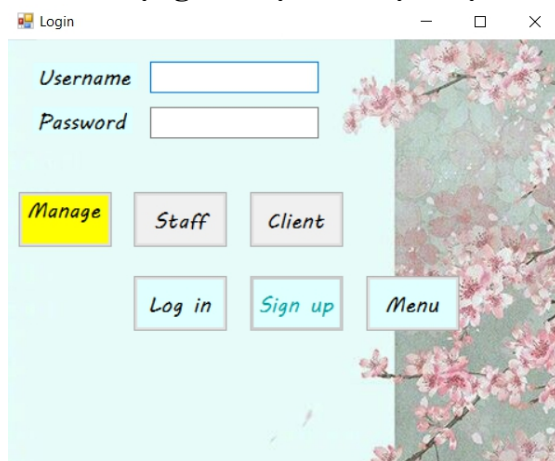 Login
Username
Password
Manage
Staff Client
Log in Sign up Menu